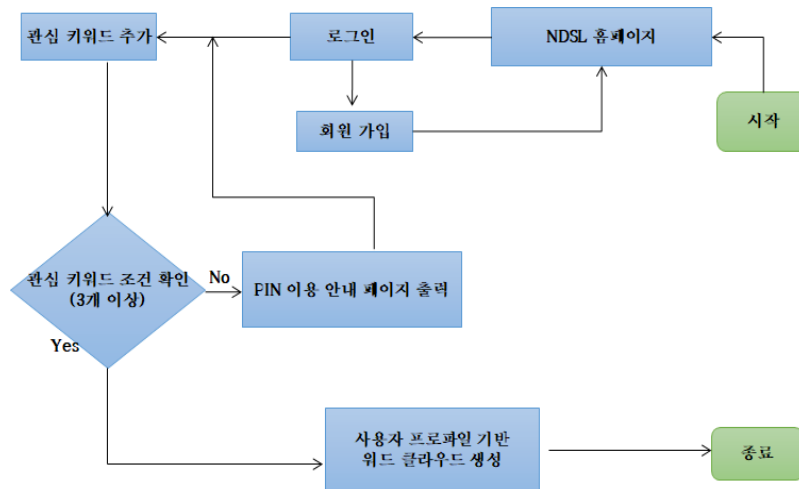 관심 키워드 추가
로그인
NDSL 홈페이지
시작
회원 가입
관심 키워드 조건 확인
(3개 이상)
No
PIN 이용 안내 페이지 출력
Yes
사용자 프로파일 기반
워드 클라우드 생성
종료